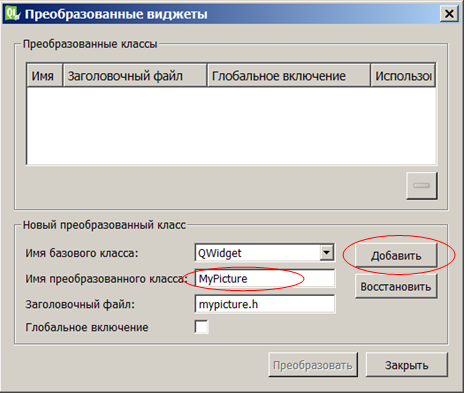 Преобразованные виджеты
Преобразованные классы
Имя Заголовочный файл Глобальное включение Использов
Новый преобразованный класс
Имя базового класса: QWidget Добавить
Имя преобразованного класса: MyPicture
Восстановить
Заголовочный файл: mypicture.h
Глобальное включение
Преобразовать Закрыть